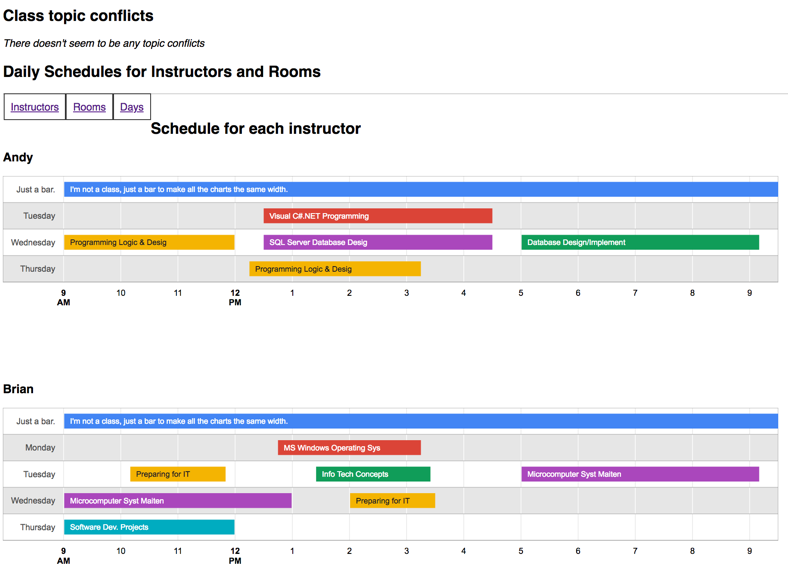 Class topic conflicts
There doesn't seem to be any topic conflicts
Daily Schedules for Instructors and Rooms
Instructors Rooms Days
Schedule for each instructor
Andy
Just a bar. I'm not a class, just a bar to make all the charts the same width.
Tuesday Visual C#.NET Programming
Wednesday Programming Logic & Desig SQL Server Database Desig Database Design/Implement
Thursday Programming Logic & Desig
9 10 11 12 1 2 3 4 5 6 7 8 9
AM PM
Brian
Just a bar. I'm not a class, just a bar to make all the charts the same width.
Monday MS Windows Operating Sys
Tuesday Preparing for IT Info Tech Concepts Microcomputer Syst Maiten
Wednesday Microcomputer Syst Maiten Preparing for IT
Thursday Software Dev. Projects
9 10 11 12 1 2 3 4 5 6 7 8 9
AM PM